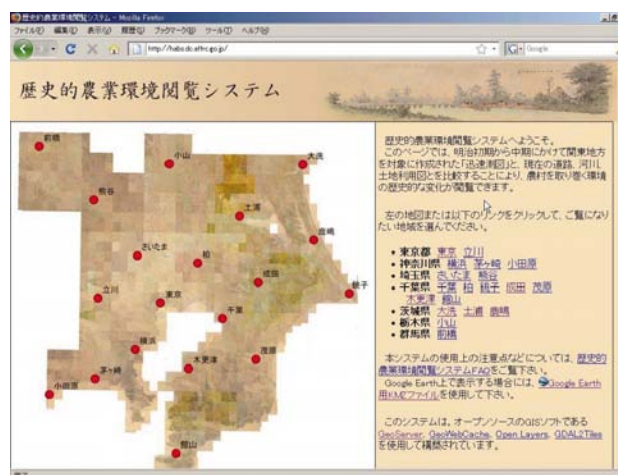 歴史的農業環境閲覧システム - Mozilla Firefox
ファイル(F) 編集(E) 表示(V) 履歴(S) ブックマーク(B) ツール(T) ヘルプ(H)
http://habs.dc.affrc.go.jp/
Google
歴史的農業環境閲覧システム
前橋
小山
大洗
熊谷
土浦
鹿嶋
さいたま
柏
成田
銚子
立川
東京
千葉
横浜
木更津
茂原
茅ヶ崎
小田原
館山
歴史的農業環境閲覧システムへようこそ。
このページでは、明治初期から中期にかけて関東地方
を対象に作成された「迅速測図」と、現在の道路、河川、
土地利用図とを比較することにより、農村を取り巻く環境
の歴史的な変化が閲覧できます。
左の地図または以下のリンクをクリックして、ご覧になり
たい地域を選んでください。
• 東京都 東京 立川
• 神奈川県 横浜 茅ヶ崎 小田原
• 埼玉県 さいたま 熊谷
• 千葉県 千葉 柏 銚子 成田 茂原
木更津 館山
• 茨城県 大洗 土浦 鹿嶋
• 栃木県 小山
• 群馬県 前橋
本システムの使用上の注意点などについては、歴史的
農業環境閲覧システムFAQをご覧下さい。
Google Earth上で表示する場合には、Google Earth
用KMZファイルを使用して下さい。
このシステムは、オープンソースのGISソフトである
GeoServer, GeoWebCache, Open Layers, GDAL2Tiles
を使用して構築されています。